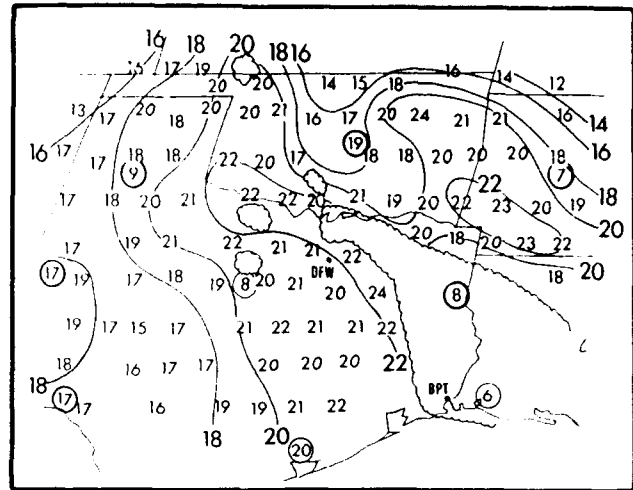 16 18 20 18 16
16 17 19 20 20 14 15 18 16 14 12
13 17 20 18 20 20 21 16 17 20 24 21 21 14
16 17 17 18 18 22 20 17 19 18 18 20 20 20 18 16
9 7
17 18 20 21 22 22 20 21 19 20 22 22 23 20 19 18
17 19 21 22 21 21 22 20 18 20 23 22 20
DFW
17 19 17 18 19 8 20 21 20 24 8 18
19 17 15 17 21 22 21 21 22
18 16 17 17 20 20 20 22
18 17 17 16 19 19 21 22 BPT 6
18 20 20